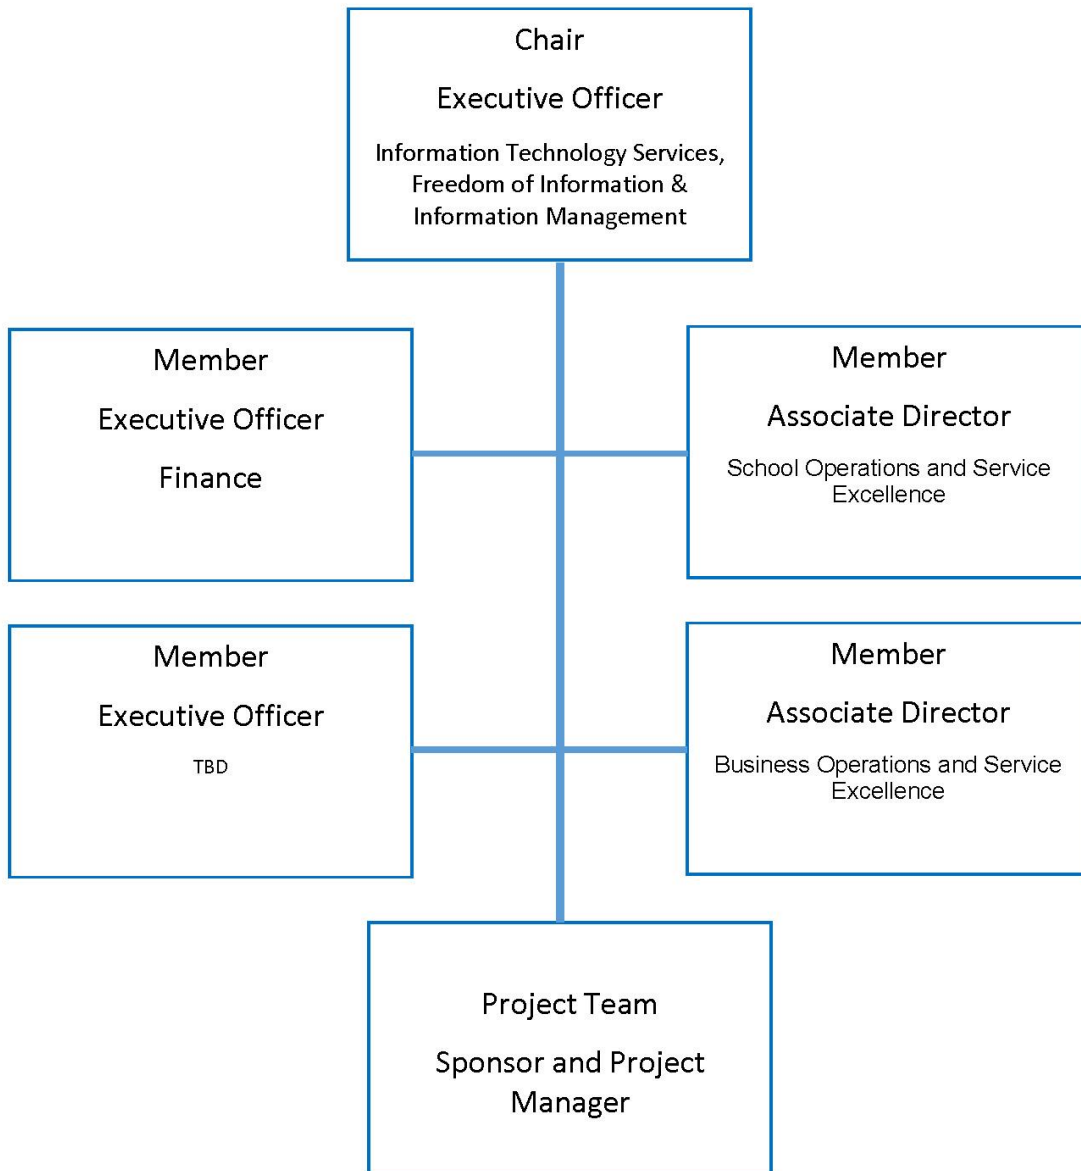 Chair
Executive Officer
Information Technology Services,
Freedom of Information &
Information Management
Member
Executive Officer
Finance
Member
Associate Director
School Operations and Service
Excellence
Member
Executive Officer
TBD
Member
Associate Director
Business Operations and Service
Excellence
Project Team
Sponsor and Project
Manager